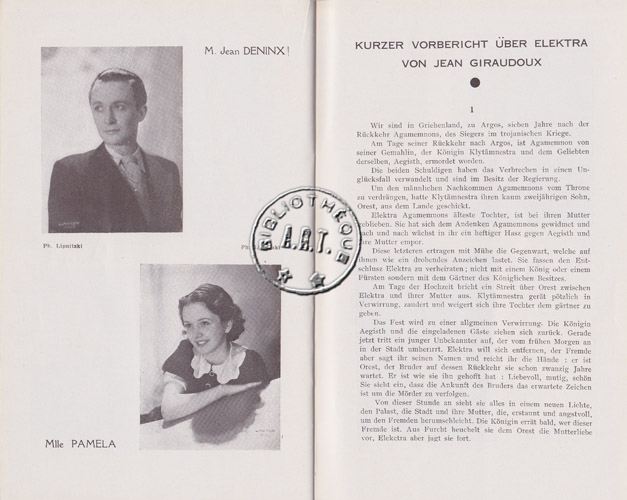 M. Jean DENINX!
Ph. Lipnitzki
Mlle PAMELA
BIBLIOTHÈQUE
A.R.T.
KURZER VORBERICHT ÜBER ELEKTRA
VON JEAN GIRAUDOUX
1
Wir sind in Griehenland, zu Argos, sieben Jahre nach der
Rückkehr Agamemnons, des Siegers im trojanischen Kriege.
Am Tage seiner Rückkehr nach Argos, ist Agamemnon von
seiner Gemahlin, der Königin Klytämnestra und dem Geliebten
derselben, Aegisth, ermordet worden.
Die beiden Schuldigen haben das Verbrechen in einen Un-
glücksfall verwandelt und sind im Besitz der Regierung.
Um den männlichen Nachkommen Agamemnons vom Throne
zu verdrängen, hatte Klytämnestra ihren kaum zweijährigen Sohn,
Orest, aus dem Lande geschickt.
Elektra Agamemnons älteste Tochter, ist bei ihren Mutter
geblieben. Sie hat sich dem Andenken Agamemnons gewidmet und
nach und nach wächst in ihr ein heftiger Hass gegen Aegisth und
ihre Mutter empor.
Diese letzteren ertragen mit Mühe die Gegenwart, welche auf
ihnen wie ein drohendes Anzeichen lastet. Sie fassen den Ent-
schluss Elektra zu verheiraten; nicht mit einem König oder einem
Fürsten sondern mit dem Gärtner des Königlichen Besitzes.
Am Tage der Hochzeit bricht ein Streit über Orest zwischen
Elektra und ihrer Mutter aus. Klytämnestra gerät pötzlich in
Verwirrung, zandert und weigert sich ihre Tochter dem gärtner zu
geben.
Das Fest wird zu einer allgmeinen Verwirrung. Die Königin
Aegisth und die eingeladenen Gäste ziehen sich zurück. Gerade
jetzt tritt ein junger Unbekannter auf, der vom frühen Morgen an
in der Stadt umherirrt. Elektra will sich entfernen, der Fremde
aber sagt ihr seinen Namen und reicht ihr die Hände : er ist
Orest, der Bruder auf dessen Rückkehr sie schon zwanzig Jahre
wartet. Er ist wie sie ihn gehofft hat : Liebevoll, mutig, schön
Sie sieht ein, dass die Ankunft des Bruders das erwartete Zeichen
ist um die Mörder zu verfolgen.
Von dieser Stunde an sieht sie alles in einem neuen Lichte,
den Palast, die Stadt und ihre Mutter, die, erstaunt und angstvoll,
um den Fremden herumschleicht. Die Königin errät bald, wer dieser
Fremde ist. Aus Furcht heuchelt sie dem Orest die Mutterliebe
vor, Elekctra aber jagt sie fort.